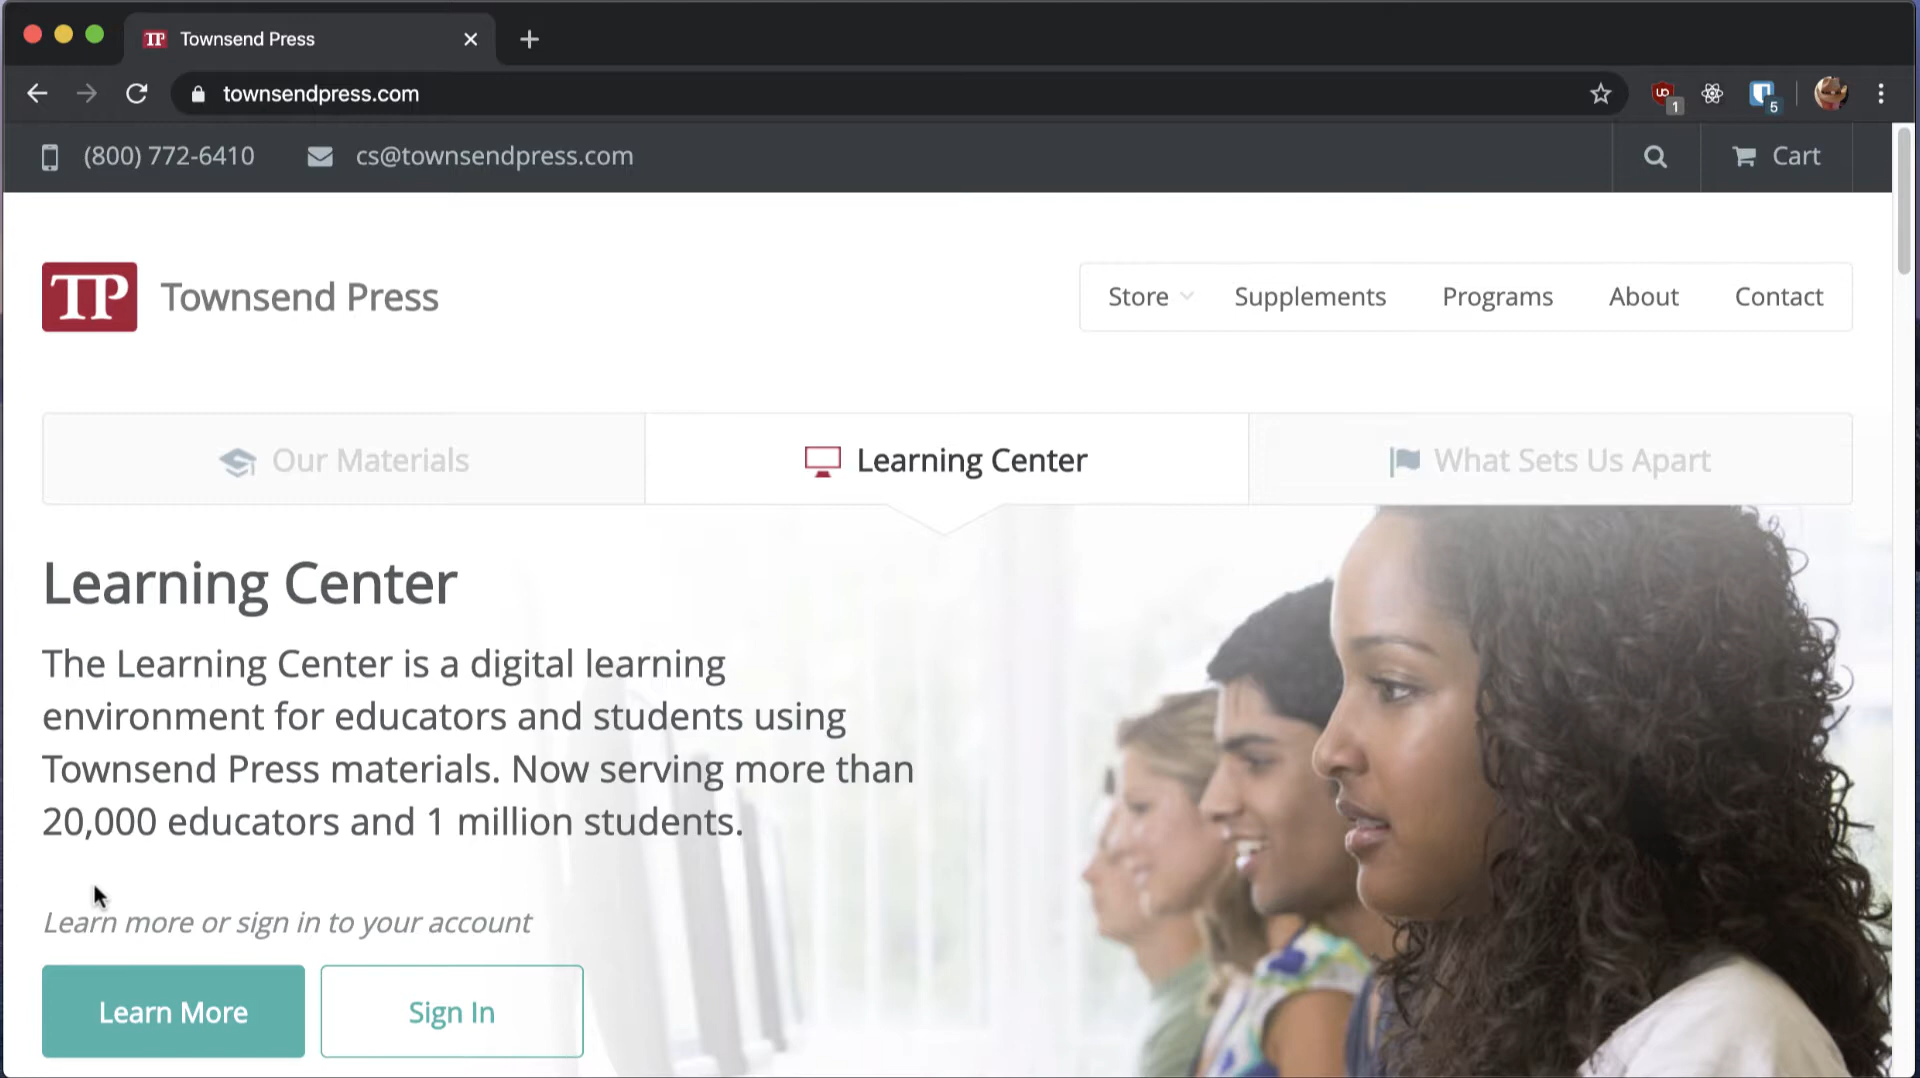 TP Townsend Press
townsendpress.com
1
5
(800) 772-6410 cs@townsendpress.com Cart
TP Townsend Press
Store Supplements Programs About Contact
Our Materials Learning Center What Sets Us Apart
Learning Center
The Learning Center is a digital learning
environment for educators and students using
Townsend Press materials. Now serving more than
20,000 educators and 1 million students.
Learn more or sign in to your account
Learn More Sign In